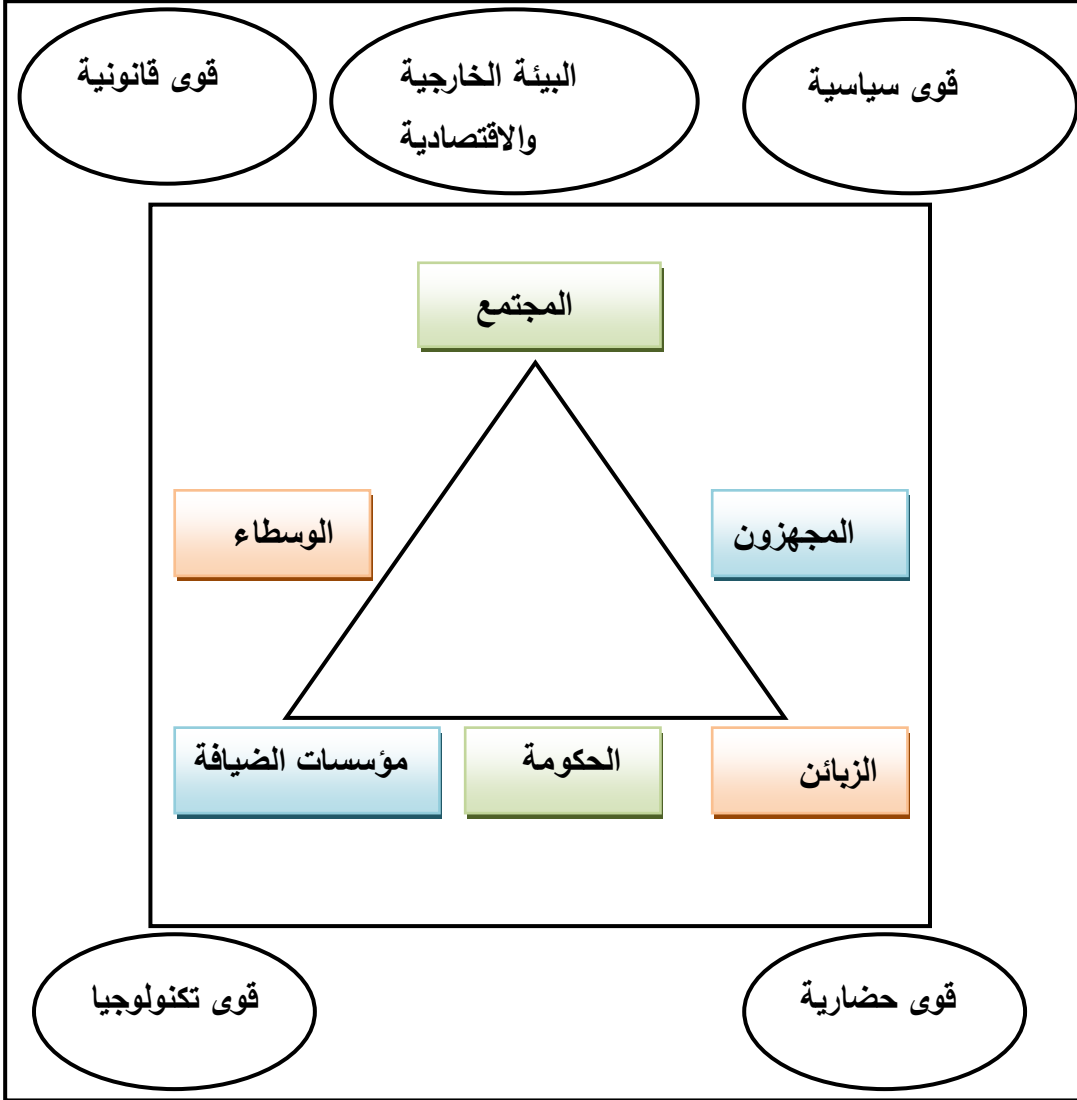 قوى سياسية
البيئة الخارجية
والاقتصادية
قوى قانونية
المجتمع
المجهزون
الوسطاء
الزبائن
الحكومة
مؤسسات الضيافة
قوى حضارية
قوى تكنولوجيا